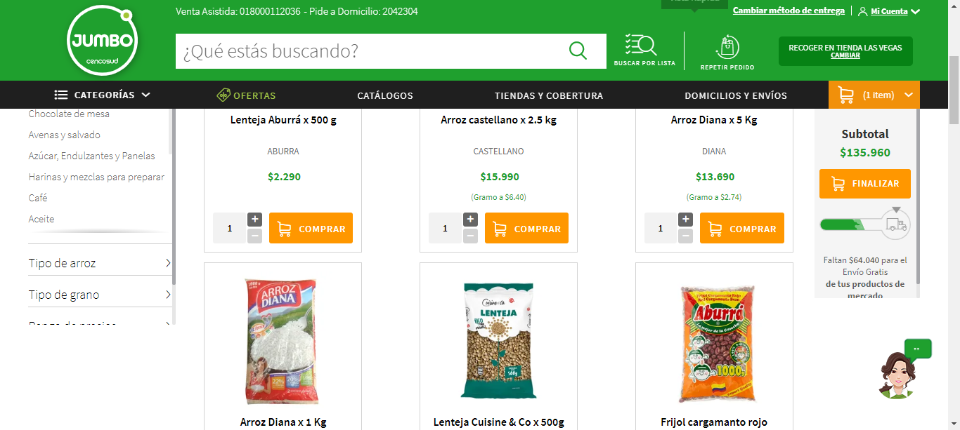 Venta Asistida: 018000112036 - Pide a Domicilio: 2042304
Cambiar método de entrega
Mi Cuenta
JUMBO
cencosud
¿Qué estás buscando?
BUSCAR POR LISTA
REPETIR PEDIDO
RECOGER EN TIENDA LAS VEGAS
CAMBIAR
CATEGORÍAS
OFERTAS
CATÁLOGOS
TIENDAS Y COBERTURA
DOMICILIOS Y ENVÍOS
(1 item)
Chocolate de mesa
Avenas y salvado
Azúcar, Endulzantes y Panelas
Harinas y mezclas para preparar
Café
Aceite
Tipo de arroz
Tipo de grano
Rango de precios
Lenteja Aburrá x 500 g
ABURRA
$2.290
1
COMPRAR
Arroz castellano x 2.5 kg
CASTELLANO
$15.990
(Gramo a $6.40)
1
COMPRAR
Arroz Diana x 5 Kg
DIANA
$13.690
(Gramo a $2.74)
1
COMPRAR
Subtotal
$135.960
FINALIZAR
Faltan $64.040 para el
Envío Gratis
de tus productos de
mercado
ARROZ
DIANA
Arroz Diana x 1 Kg
LENTEJA
Lenteja Cuisine & Co x 500g
Aburrá
1000
Frijol cargamanto rojo